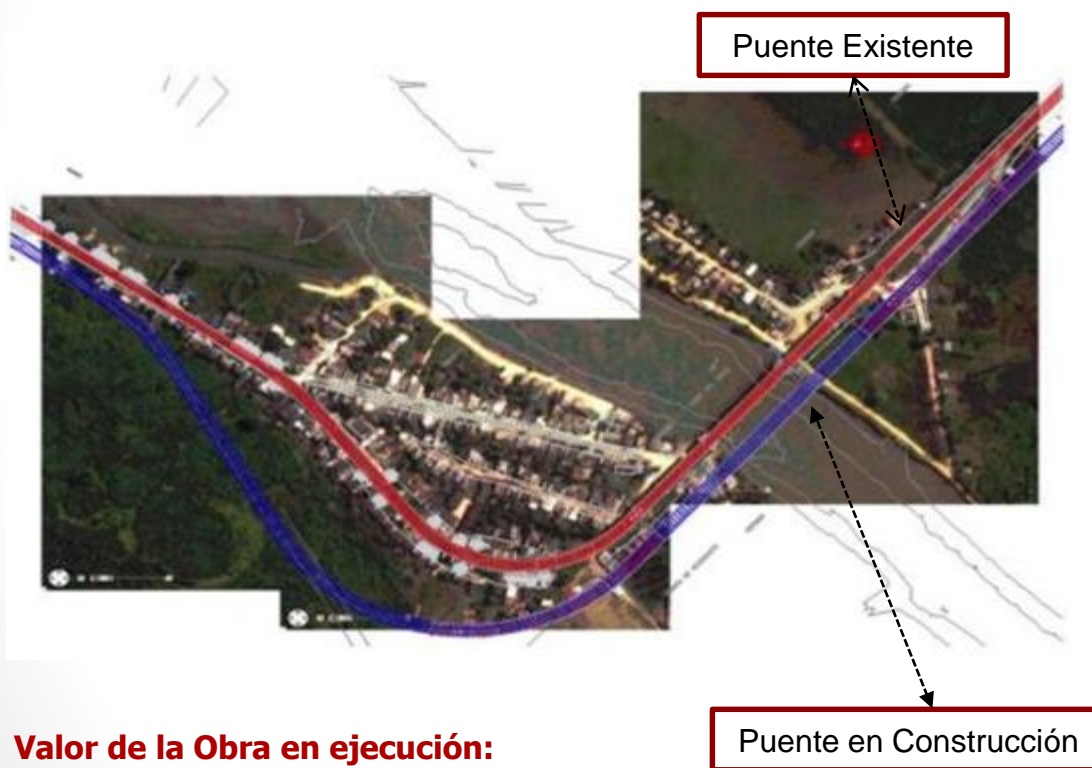 Puente Existente
Puente en Construcción
Valor de la Obra en ejecución: